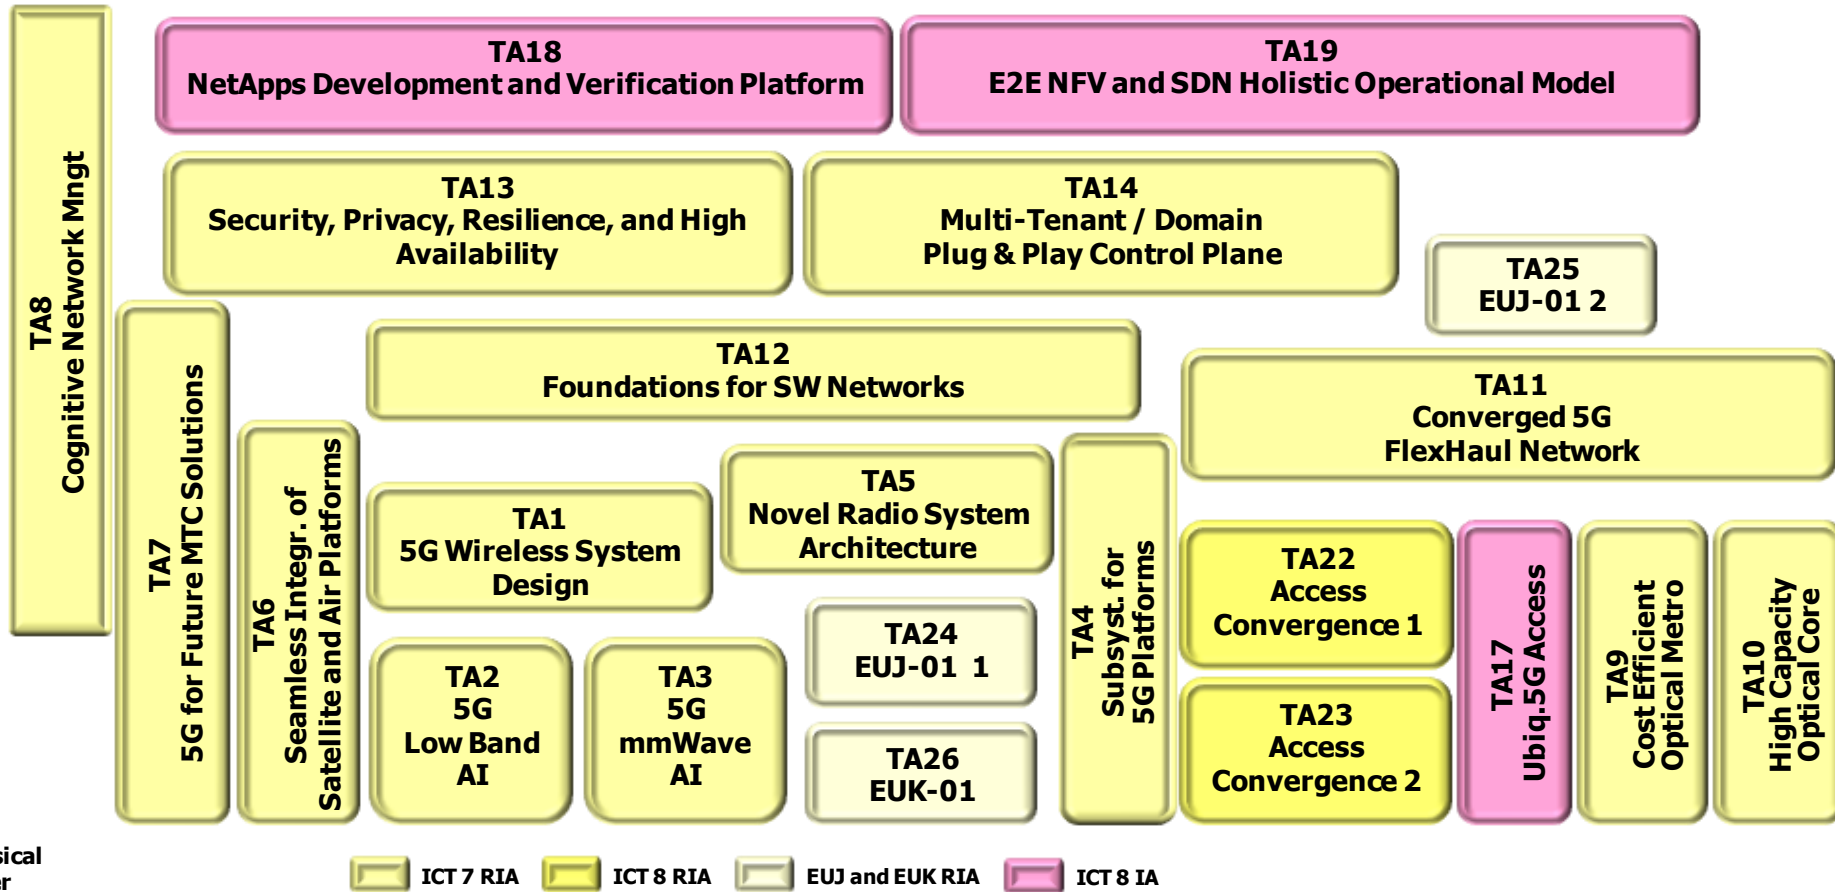 TA8
Cognitive Network Mngt
TA18
NetApps Development and Verification Platform
TA19
E2E NFV and SDN Holistic Operational Model
TA13
Security, Privacy, Resilience, and High
Availability
TA14
Multi-Tenant / Domain
Plug & Play Control Plane
TA25
EUJ-01 2
TA7
5G for Future MTC Solutions
TA12
Foundations for SW Networks
TA11
Converged 5G
FlexHaul Network
TA6
Seamless Integr. of
Satellite and Air Platforms
TA1
5G Wireless System
Design
TA5
Novel Radio System
Architecture
TA4
Subsyst. for
5G Platforms
TA22
Access
Convergence 1
TA17
Ubiq.5G Access
TA9
Cost Efficient
Optical Metro
TA10
High Capacity
Optical Core
TA2
5G
Low Band
AI
TA3
5G
mmWave
AI
TA24
EUJ-01 1
TA26
EUK-01
TA23
Access
Convergence 2
ICT 7 RIA
ICT 8 RIA
EUJ and EUK RIA
ICT 8 IA